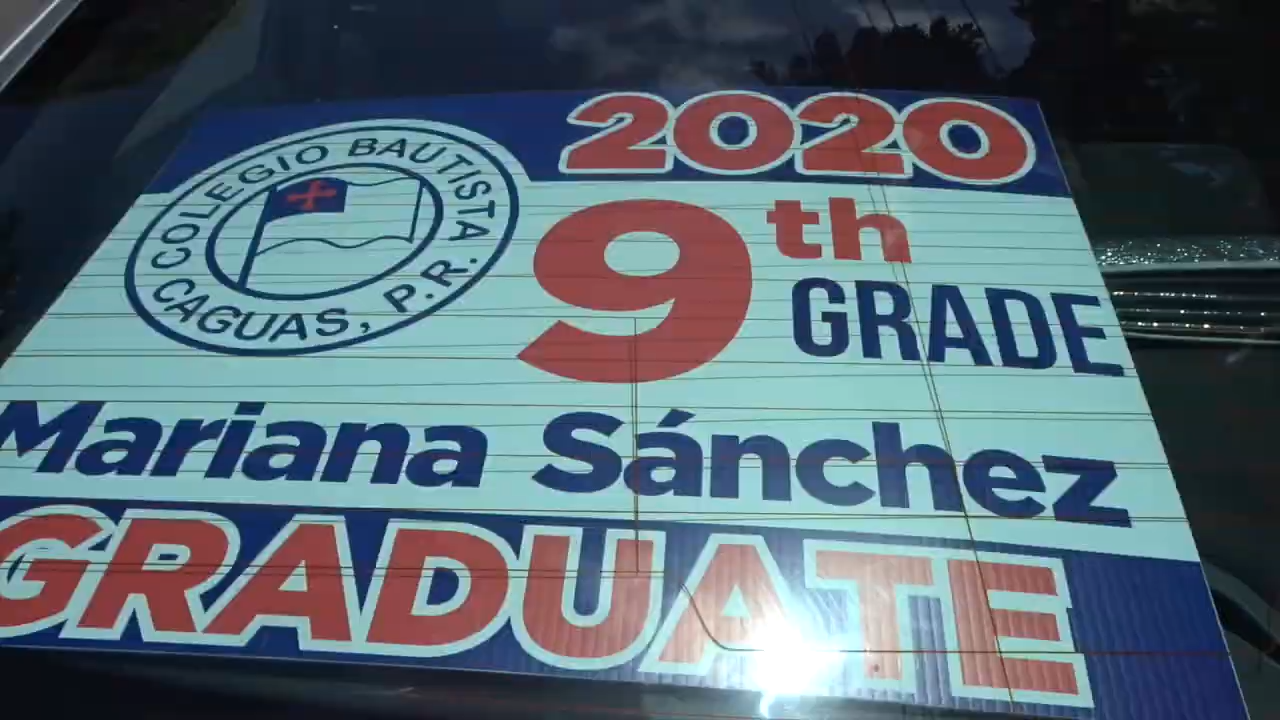 COLEGIO BAUTISTA
CAGUAS, P.R.
2020
9th
GRADE
Mariana Sánchez
GRADUATE